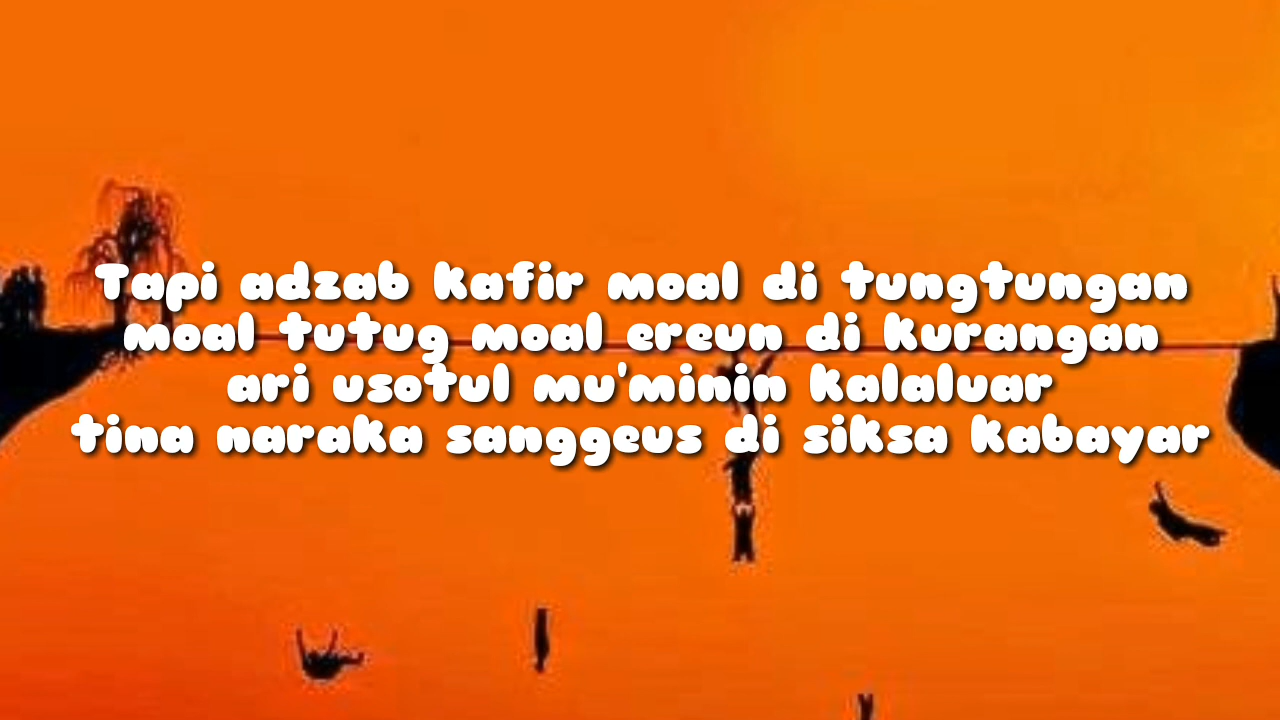 Tapi adzab kafir moal di tungtungan
moal tutug moal ereun di kurangan
ari usotul mu'minin kalaluar
tina naraka sanggeus di siksa kabayar